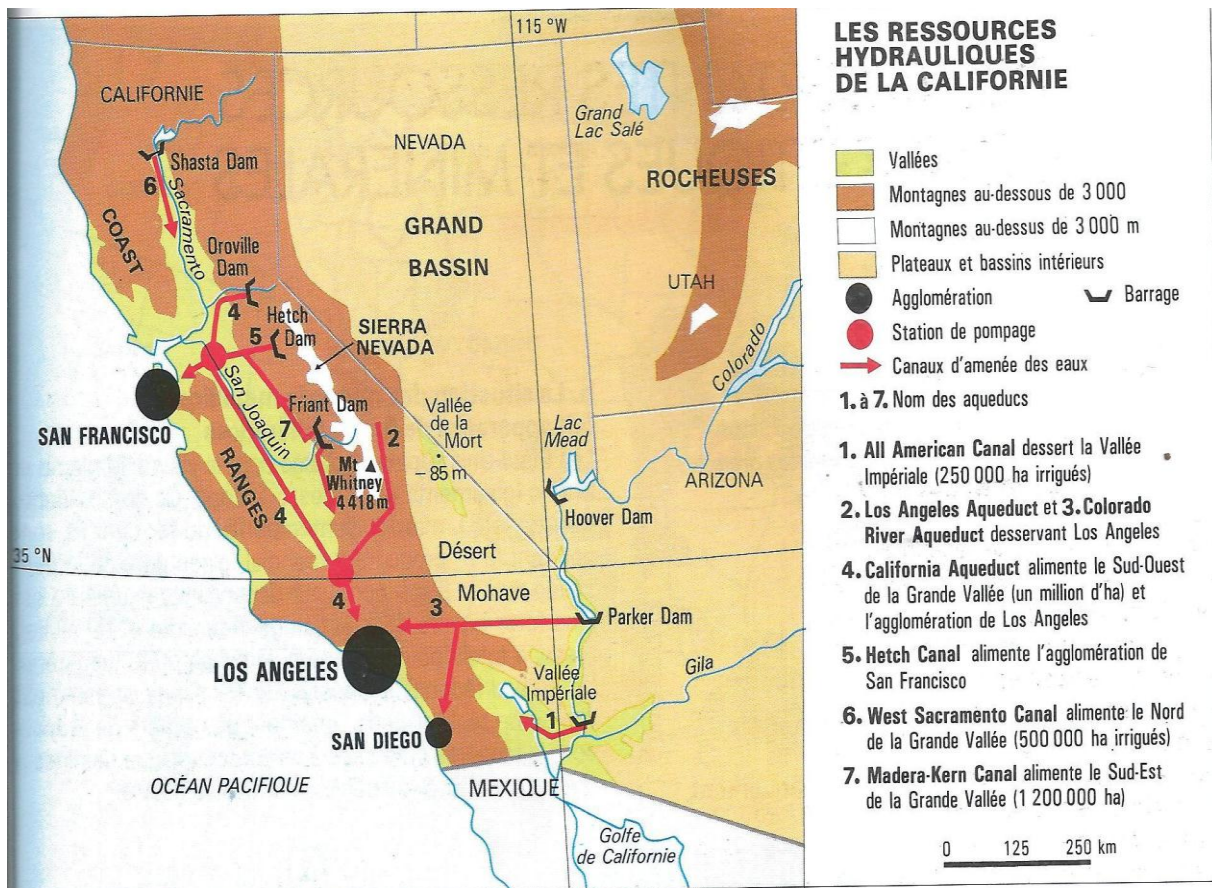 115 °W
CALIFORNIE
Shasta Dam
6
Sacramento
COAST
Oroville
Dam
4
Hetch
Dam
5
SIERRA
NEVADA
NEVADA
GRAND
BASSIN
Grand
Lac Salé
ROCHEUSES
UTAH
Colorado
SAN FRANCISCO
San Joaquin
Friant Dam
7
2
Mt
Whitney
4418m
RANGES
4
Vallée
de la
Mort
– 85 m
Lac
Mead
ARIZONA
Hoover Dam
35 °N
Désert
Mohave
4
3
Parker Dam
LOS ANGELES
Vallée
Impériale
Gila
1
SAN DIEGO
OCÉAN PACIFIQUE
MEXIQUE
Golfe
de Californie
LES RESSOURCES
HYDRAULIQUES
DE LA CALIFORNIE
Vallées
Montagnes au-dessous de 3 000
Montagnes au-dessus de 3 000 m
Plateaux et bassins intérieurs
Agglomération
Barrage
Station de pompage
Canaux d'amenée des eaux
1. à 7. Nom des aqueducs
1. All American Canal dessert la Vallée
Impériale (250 000 ha irrigués)
2. Los Angeles Aqueduct et 3. Colorado
River Aqueduct desservant Los Angeles
4. California Aqueduct alimente le Sud-Ouest
de la Grande Vallée (un million d'ha) et
l'agglomération de Los Angeles
5. Hetch Canal alimente l'agglomération de
San Francisco
6. West Sacramento Canal alimente le Nord
de la Grande Vallée (500 000 ha irrigués)
7. Madera-Kern Canal alimente le Sud-Est
de la Grande Vallée (1 200 000 ha)
0 125 250 km